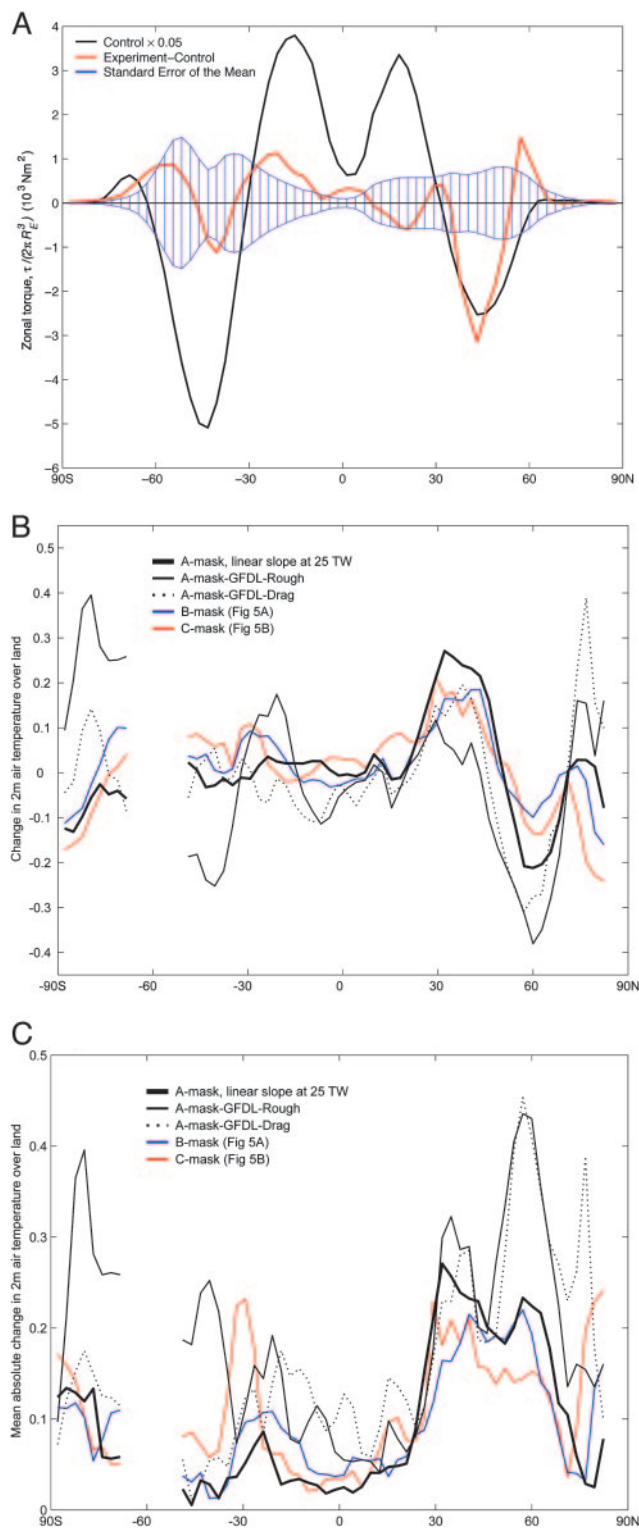 A
Control × 0.05
Experiment–Control
Standard Error of the Mean
Zonal torque, τ /(2π R_E^3) (10^3 Nm^2)
4
3
2
1
0
−1
−2
−3
−4
−5
−6
90S
−60
−30
0
30
60
90N
B
A-mask, linear slope at 25 TW
A-mask-GFDL-Rough
A-mask-GFDL-Drag
B-mask (Fig 5A)
C-mask (Fig 5B)
Change in 2m air temperature over land
0.5
0.4
0.3
0.2
0.1
0
-0.1
-0.2
-0.3
-0.4
-90S
-60
-30
0
30
60
90N
C
A-mask, linear slope at 25 TW
A-mask-GFDL-Rough
A-mask-GFDL-Drag
B-mask (Fig 5A)
C-mask (Fig 5B)
Mean absolute change in 2m air temperature over land
0.5
0.4
0.3
0.2
0.1
0
90S
-60
-30
0
30
60
90N